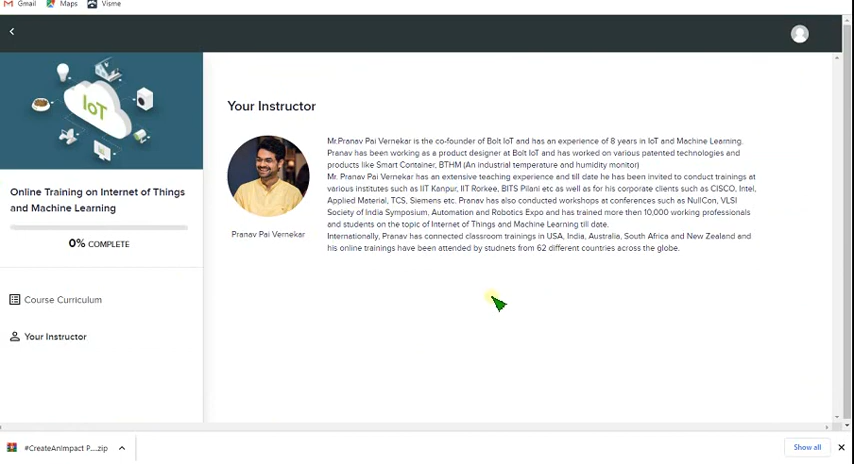 Gmail Maps Visme
IoT
Online Training on Internet of Things
and Machine Learning
0% COMPLETE
Course Curriculum
Your Instructor
Your Instructor
Pranav Pai Vernekar
Mr.Pranav Pai Vernekar is the co-founder of Bolt IoT and has an experience of 8 years in IoT and Machine Learning.
Pranav has been working as a product designer at Bolt IoT and has worked on various patented technologies and
products like Smart Container, BTHM (An industrial temperature and humidity monitor)
Mr. Pranav Pai Vernekar has an extensive teaching experience and till date he has been invited to conduct trainings at
various institutes such as IIT Kanpur, IIT Rorkee, BITS Pilani etc as well as for his corporate clients such as CISCO, Intel,
Applied Material, TCS, Siemens etc. Pranav has also conducted workshops at conferences such as NullCon, VLSI
Society of India Symposium, Automation and Robotics Expo and has trained more then 10,000 working professionals
and students on the topic of Internet of Things and Machine Learning till date.
Internationally, Pranav has connected classroom trainings in USA, India, Australia, South Africa and New Zealand and
his online trainings have been attended by studnets from 62 different countries across the globe.
#CreateAnImpact P....zip
Show all